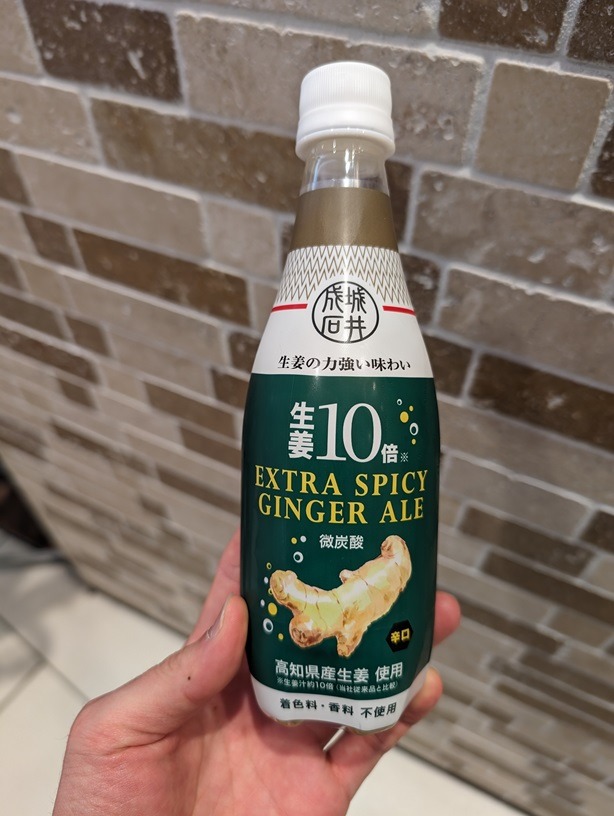 成城
石井
生姜の力強い味わい
生姜10倍※
EXTRA SPICY
GINGER ALE
微炭酸
辛口
高知県産生姜 使用
※生姜汁約10倍(当社従来品と比較)
着色料・香料 不使用